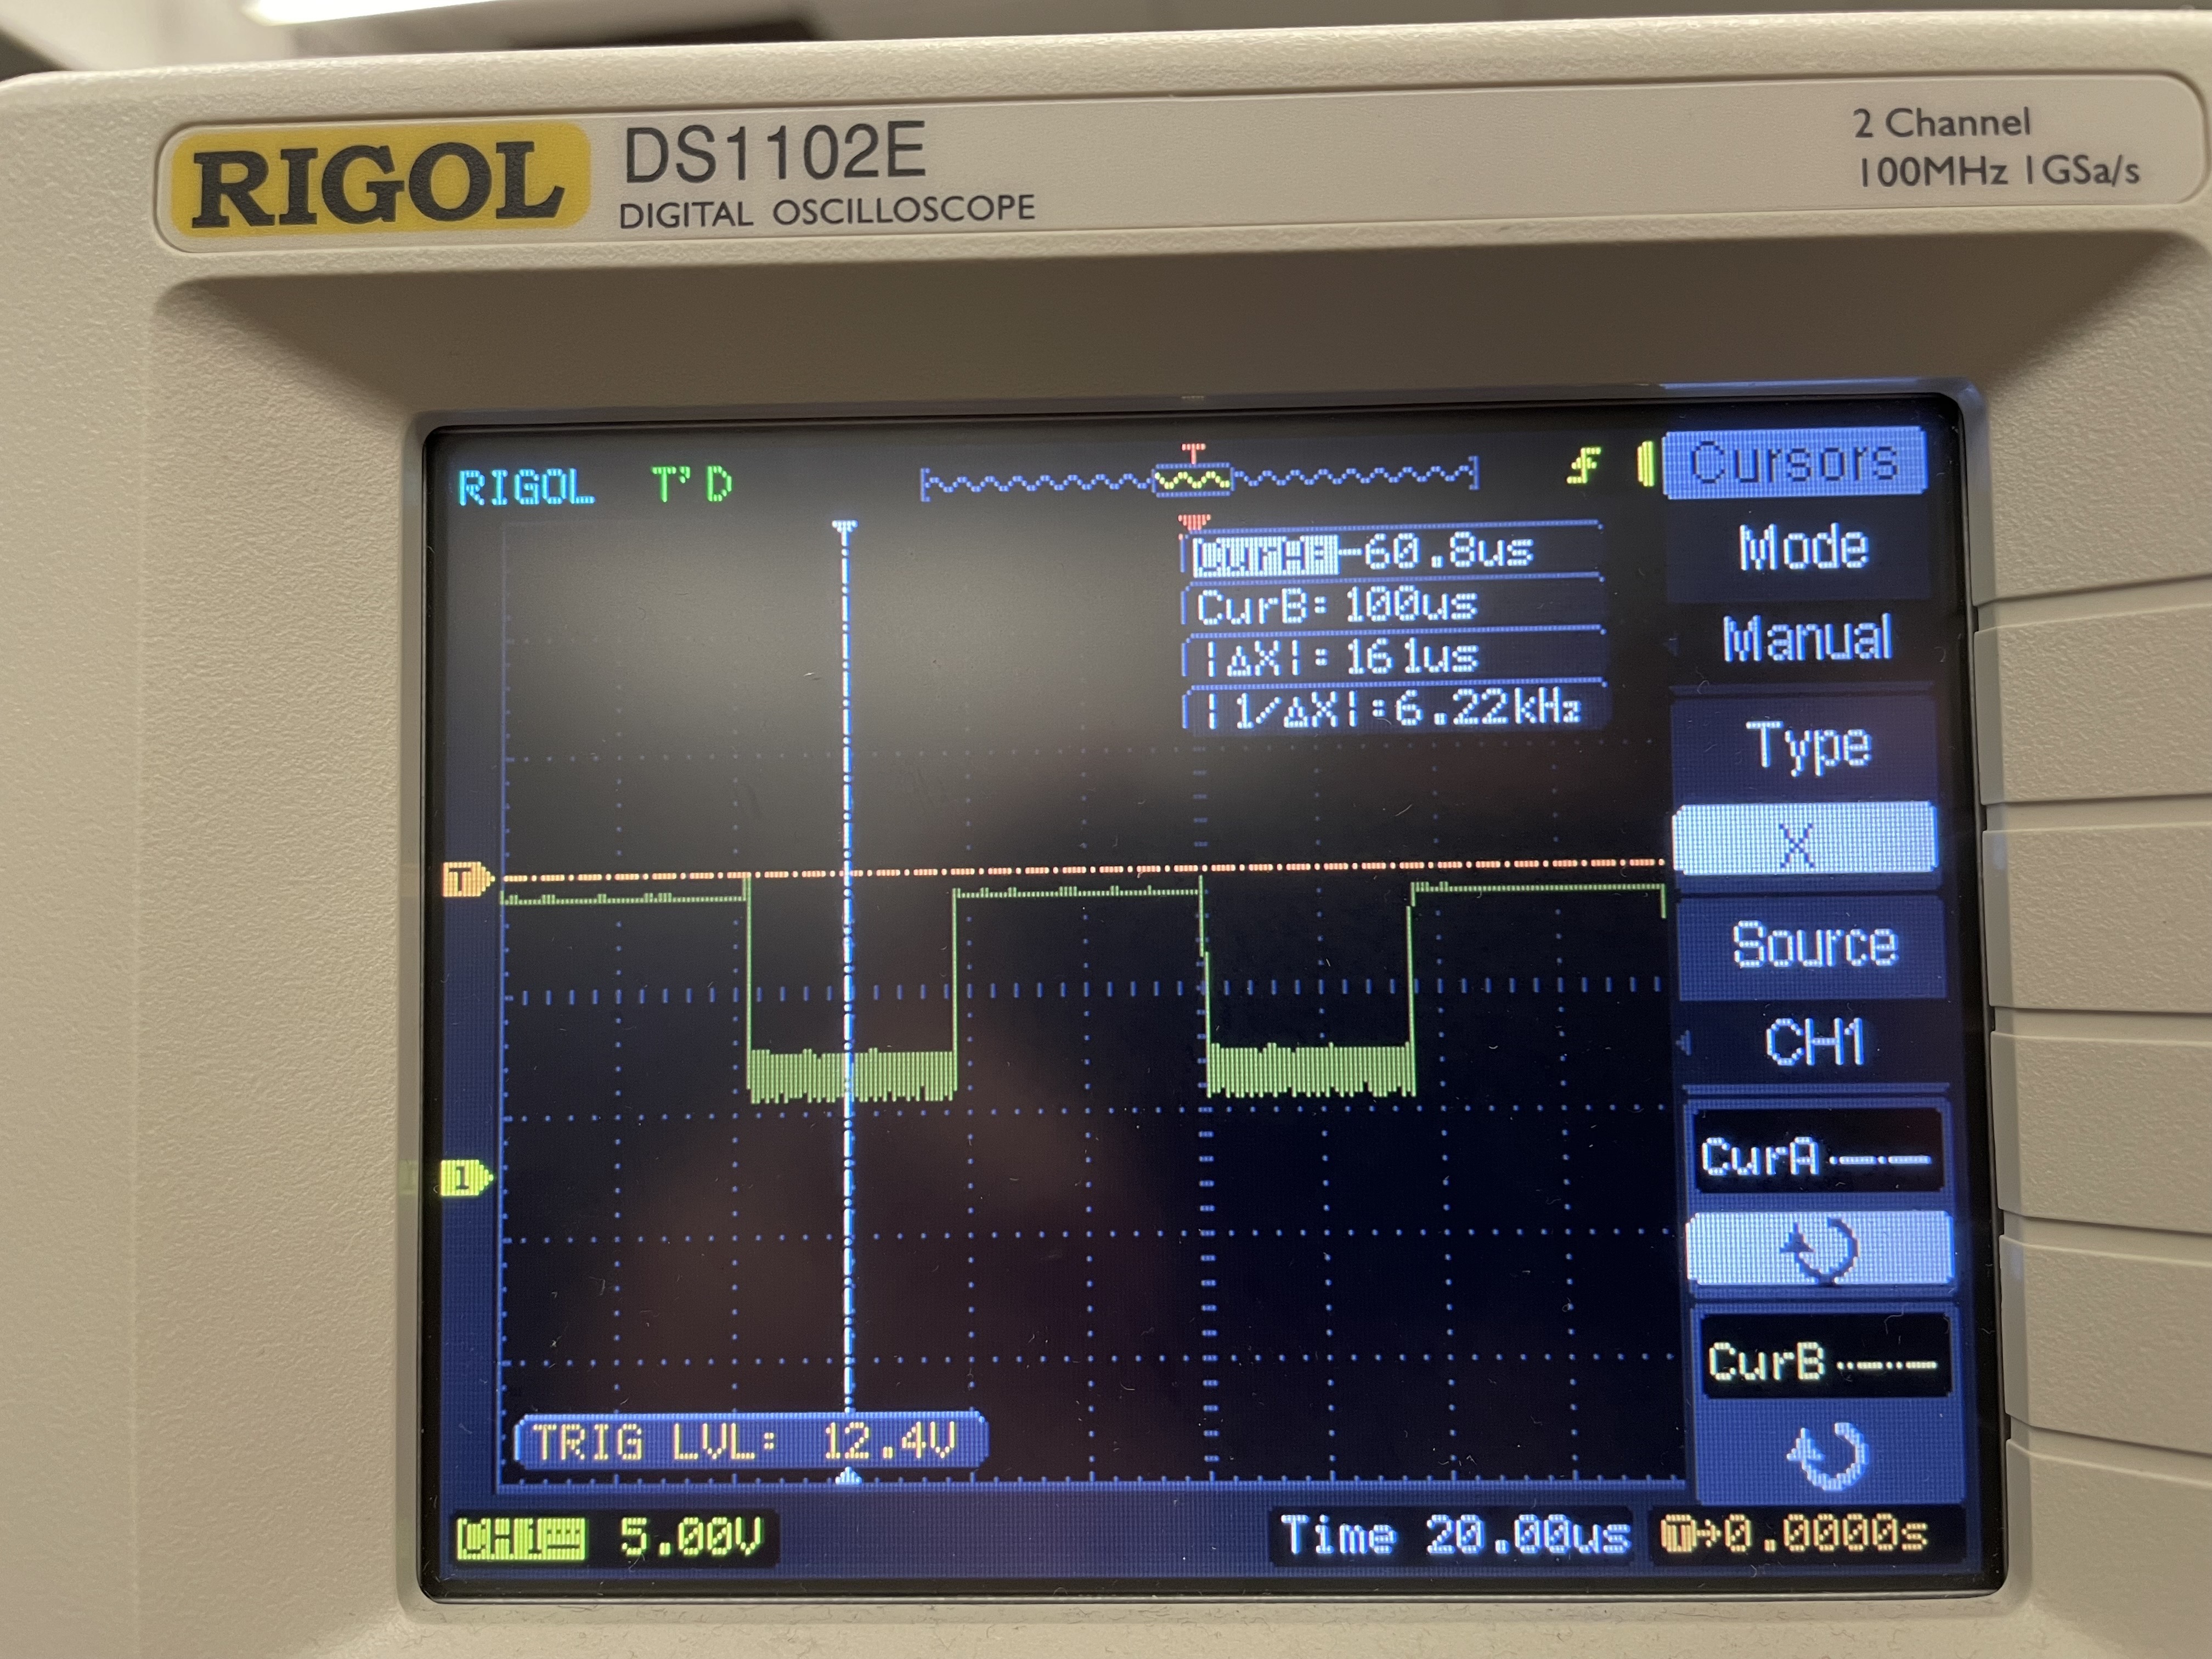 RIGOL DS1102E
DIGITAL OSCILLOSCOPE
2 Channel
100MHz 1GSa/s
RIGOL T'D
T
Cursors
CurA:-60.8us
CurB: 100us
|ΔX|: 161us
|1/ΔX|:6.22kHz
Mode
Manual
Type
X
Source
CH1
CurA
CurB
T
1
TRIG LVL: 12.4V
CH1 5.00V
Time 20.00us
T→0.0000s